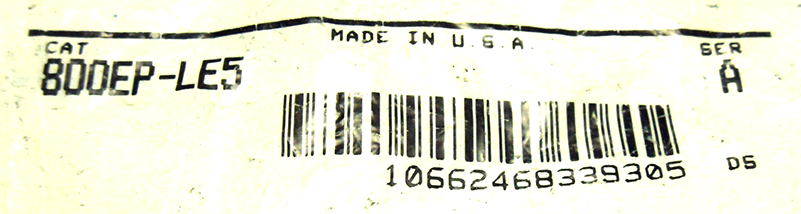 MADE IN U.S.A.
CAT SER
800EP-LE5 A
10662468339305 DS